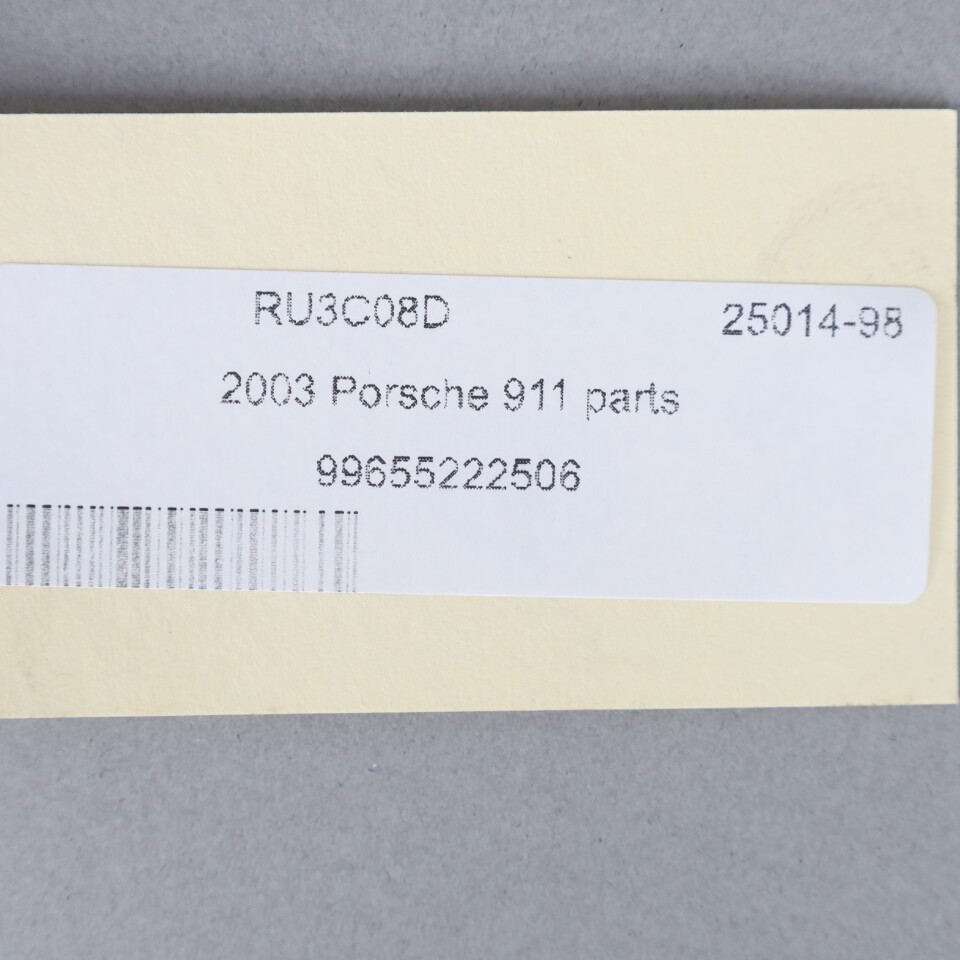 RU3C08D 25014-98
2003 Porsche 911 parts
99655222506